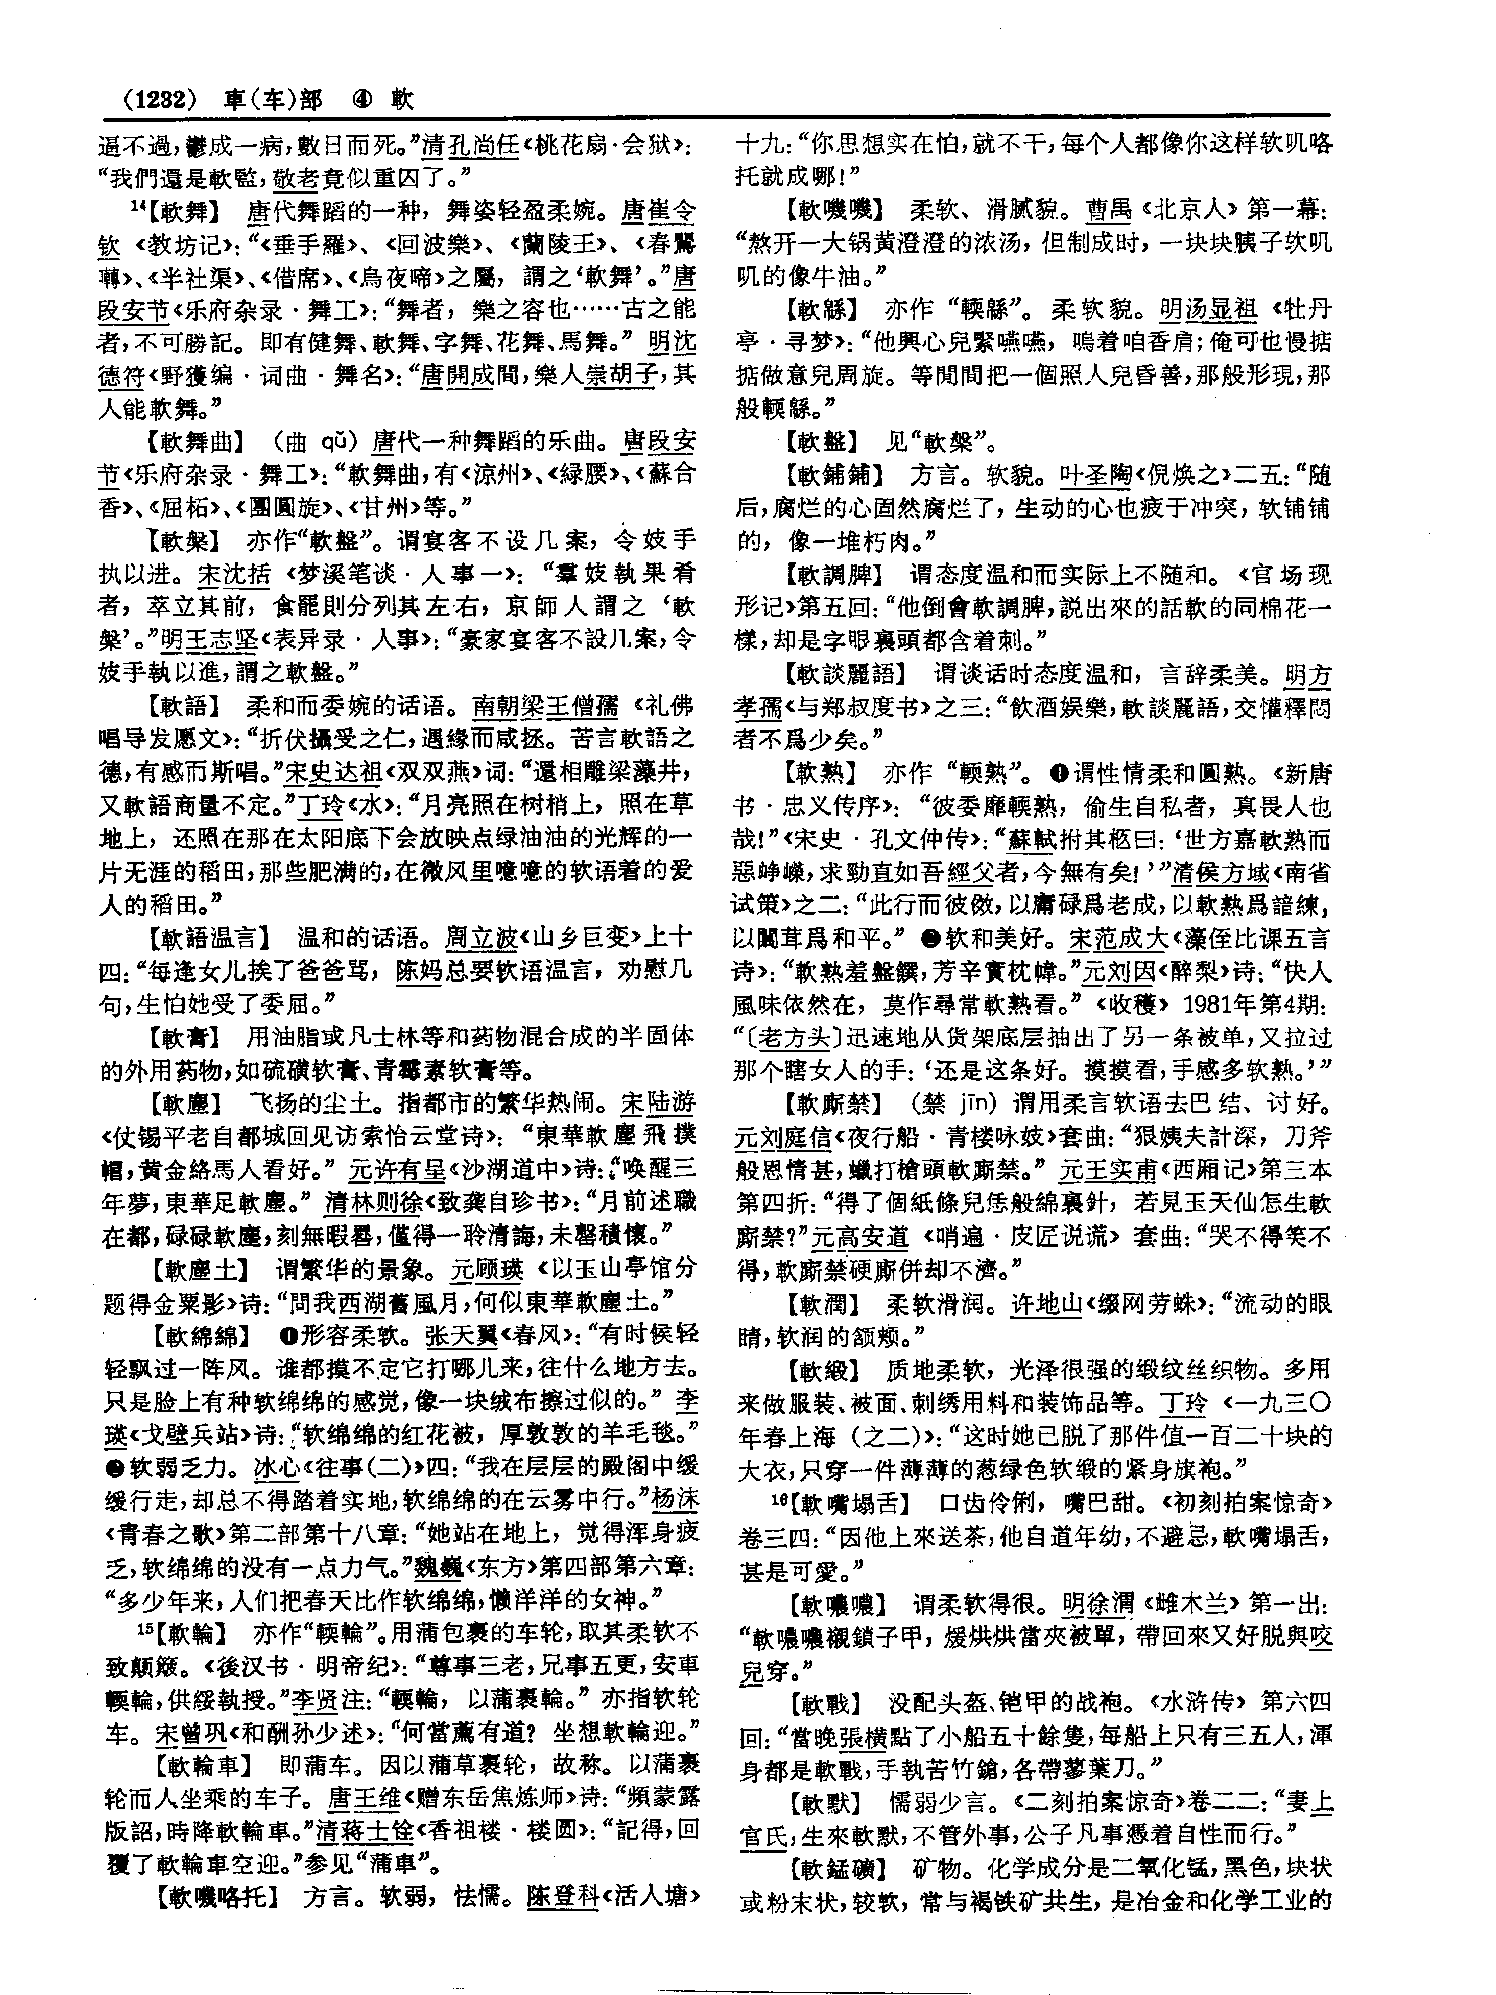 (1232) 車(车)部 ④ 軟
逼不過,鬱成一病,數日而死。”清孔尚任《桃花扇·会狱》:
“我們還是軟監,敬老竟似重囚了。”
14【軟舞】 唐代舞蹈的一种，舞姿轻盈柔婉。唐崔令
钦《教坊记》:“《垂手羅》、《回波樂》、《蘭陵王》、《春鶯
囀》、《半社渠》、《借席》、《烏夜啼》之屬，謂之‘軟舞’。”唐
段安节《乐府杂录·舞工》:“舞者，樂之容也……古之能
者,不可勝記。即有健舞、軟舞、字舞、花舞、馬舞。”明沈
德符《野獲编·词曲·舞名》:“唐開成間,樂人崇胡子,其
人能軟舞。”
【軟舞曲】 (曲 qǔ) 唐代一种舞蹈的乐曲。唐段安
节《乐府杂录·舞工》:“軟舞曲,有《涼州》、《緑腰》、《蘇合
香》、《屈柘》、《團圓旋》、《甘州》等。”
【軟槃】 亦作“軟盤”。谓宴客不设几案，令妓手
执以进。宋沈括《梦溪笔谈·人事一》:“羣妓執果肴
者，萃立其前，食罷則分列其左右，京師人謂之‘軟
槃’。”明王志坚《表异录·人事》:“豪家宴客不設几案,令
妓手執以進,謂之軟盤。”
【軟語】 柔和而委婉的话语。南朝梁王僧孺《礼佛
唱导发愿文》:“折伏攝受之仁,遇緣而咸拯。苦言軟語之
德,有感而斯唱。”宋史达祖《双双燕》词:“還相雕梁藻井,
又軟語商量不定。”丁玲《水》:“月亮照在树梢上，照在草
地上，还照在那在太阳底下会放映点绿油油的光辉的一
片无涯的稻田,那些肥满的,在微风里噫噫的软语着的爱
人的稻田。”
【軟語温言】 温和的话语。周立波《山乡巨变》上十
四:“每逢女儿挨了爸爸骂，陈妈总要软语温言，劝慰几
句,生怕她受了委屈。”
【軟膏】 用油脂或凡士林等和药物混合成的半固体
的外用药物,如硫磺软膏、青霉素软膏等。
【軟塵】 飞扬的尘土。指都市的繁华热闹。宋陆游
《仗锡平老自都城回见访索怡云堂诗》:“東華軟塵飛撲
帽,黄金絡馬人看好。”元许有呈《沙湖道中》诗:“唤醒三
年夢,東華足軟塵。”清林则徐《致龚自珍书》:“月前述職
在都,碌碌軟塵,刻無暇晷,僅得一聆清誨,未罄積懷。”
【軟塵土】 谓繁华的景象。元顾瑛《以玉山亭馆分
题得金粟影》诗:“問我西湖舊風月,何似東華軟塵土。”
【軟綿綿】 ❶形容柔软。张天翼《春风》:“有时候轻
轻飘过一阵风。谁都摸不定它打哪儿来,往什么地方去。
只是脸上有种软绵绵的感觉,像一块绒布擦过似的。”李
瑛《戈壁兵站》诗:“软绵绵的红花被，厚敦敦的羊毛毯。”
❷软弱乏力。冰心《往事(二)》四:“我在层层的殿阁中缓
缓行走,却总不得踏着实地,软绵绵的在云雾中行。”杨沫
《青春之歌》第二部第十八章:“她站在地上，觉得浑身疲
乏,软绵绵的没有一点力气。”魏巍《东方》第四部第六章:
“多少年来,人们把春天比作软绵绵,懒洋洋的女神。”
15【軟輪】 亦作“輭輪”。用蒲包裹的车轮,取其柔软不
致颠簸。《後汉书·明帝纪》:“尊事三老,兄事五更,安車
輭輪,供綏執授。”李贤注:“輭輪，以蒲裹輪。”亦指软轮
车。宋曾巩《和酬孙少述》:“何當薦有道？坐想軟輪迎。”
【軟輪車】 即蒲车。因以蒲草裹轮，故称。以蒲裹
轮而人坐乘的车子。唐王维《赠东岳焦炼师》诗:“頻蒙露
版詔,時降軟輪車。”清蒋士铨《香祖楼·楼圆》:“記得,回
覆了軟輪車空迎。”参见“蒲車”。
【軟嘰咯托】 方言。软弱，怯懦。陈登科《活人塘》
十九:“你思想实在怕,就不干,每个人都像你这样软叽咯
托就成哪!”
【軟嘰嘰】 柔软、滑腻貌。曹禺《北京人》第一幕:
“熬开一大锅黄澄澄的浓汤，但制成时，一块块胰子软叽
叽的像牛油。”
【軟緜】 亦作“輭緜”。柔软貌。明汤显祖《牡丹
亭·寻梦》:“他興心兒緊嚥嚥，嗚着咱香肩;俺可也慢掂
掂做意兒周旋。等閒間把一個照人兒昏善,那般形現,那
般輭緜。”
【軟盤】 见“軟槃”。
【軟鋪鋪】 方言。软貌。叶圣陶《倪焕之》二五:“随
后,腐烂的心固然腐烂了，生动的心也疲于冲突，软铺铺
的，像一堆朽肉。”
【軟調脾】 谓态度温和而实际上不随和。《官场现
形记》第五回:“他倒會軟調脾,説出來的話軟的同棉花一
樣,却是字眼裏頭都含着刺。”
【軟談麗語】 谓谈话时态度温和，言辞柔美。明方
孝孺《与郑叔度书》之三:“飲酒娱樂,軟談麗語,交懽釋悶
者不爲少矣。”
【軟熟】 亦作“輭熟”。❶谓性情柔和圆熟。《新唐
书·忠义传序》:“彼委靡輭熟，偷生自私者，真畏人也
哉!”《宋史·孔文仲传》:“蘇軾拊其柩曰:‘世方嘉軟熟而
惡崢嶸,求勁直如吾經父者,今無有矣!’”清侯方域《南省
试策》之二:“此行而彼傚,以庸碌爲老成,以軟熟爲諳練,
以闒茸爲和平。”❷软和美好。宋范成大《藻侄比课五言
诗》:“軟熟羞盤饌,芳辛實枕幃。”元刘因《醉梨》诗:“快人
風味依然在，莫作尋常軟熟看。”《收穫》1981年第4期:
“〔老方头〕迅速地从货架底层抽出了另一条被单,又拉过
那个瞎女人的手:‘还是这条好。摸摸看,手感多软熟。’”
【軟廝禁】 (禁 jīn) 谓用柔言软语去巴结、讨好。
元刘庭信《夜行船·青楼咏妓》套曲:“狠姨夫計深，刀斧
般恩情甚,蠟打槍頭軟廝禁。”元王实甫《西厢记》第三本
第四折:“得了個紙條兒恁般綿裏針，若見玉天仙怎生軟
廝禁?”元高安道《哨遍·皮匠说谎》套曲:“哭不得笑不
得,軟廝禁硬廝併却不濟。”
【軟潤】 柔软滑润。许地山《缀网劳蛛》:“流动的眼
睛,软润的颔颊。”
【軟緞】 质地柔软，光泽很强的缎纹丝织物。多用
来做服装、被面、刺绣用料和装饰品等。丁玲《一九三〇
年春上海（之二）》:“这时她已脱了那件值一百二十块的
大衣,只穿一件薄薄的葱绿色软缎的紧身旗袍。”
16【軟嘴塌舌】 口齿伶俐，嘴巴甜。《初刻拍案惊奇》
卷三四:“因他上來送茶,他自道年幼,不避忌,軟嘴塌舌,
甚是可愛。”
【軟噥噥】 谓柔软得很。明徐渭《雌木兰》第一出:
“軟噥噥襯鎖子甲，煖烘烘當夾被單，帶回來又好脱與咬
兒穿。”
【軟戰】 没配头盔、铠甲的战袍。《水浒传》第六四
回:“當晚張横點了小船五十餘隻,每船上只有三五人,渾
身都是軟戰,手執苦竹鎗,各帶蓼葉刀。”
【軟默】 懦弱少言。《二刻拍案惊奇》卷二二:“妻上
官氏,生來軟默,不管外事,公子凡事憑着自性而行。”
【軟錳礦】 矿物。化学成分是二氧化锰,黑色,块状
或粉末状,较软，常与褐铁矿共生，是冶金和化学工业的